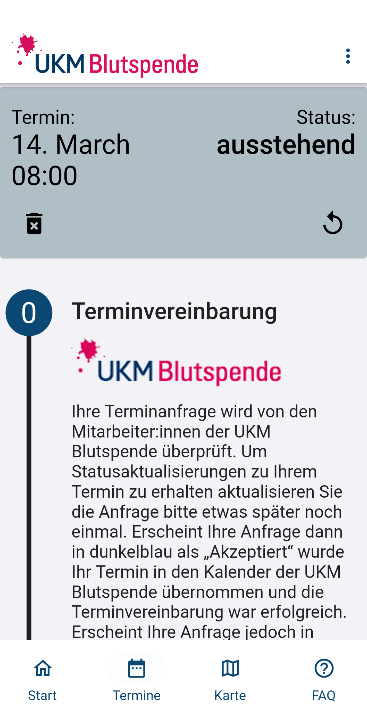 UKM Blutspende
Termin:
14. March
08:00
Status:
ausstehend
0
Terminvereinbarung
UKM Blutspende
Ihre Terminanfrage wird von den
Mitarbeiter:innen der UKM
Blutspende überprüft. Um
Statusaktualisierungen zu Ihrem
Termin zu erhalten aktualisieren Sie
die Anfrage bitte etwas später noch
einmal. Erscheint Ihre Anfrage dann
in dunkelblau als „Akzeptiert“ wurde
Ihr Termin in den Kalender der UKM
Blutspende übernommen und die
Terminvereinbarung war erfolgreich.
Erscheint Ihre Anfrage jedoch in
Start
Termine
Karte
FAQ